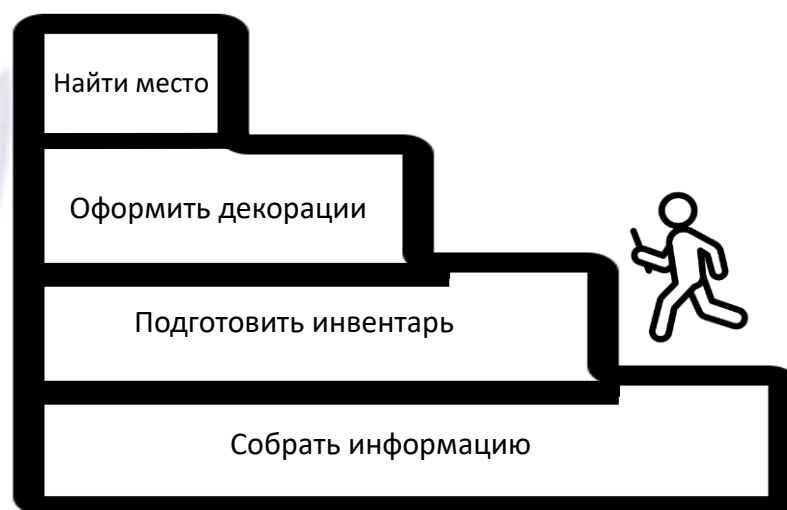 Найти место
Оформить декорации
Подготовить инвентарь
Собрать информацию